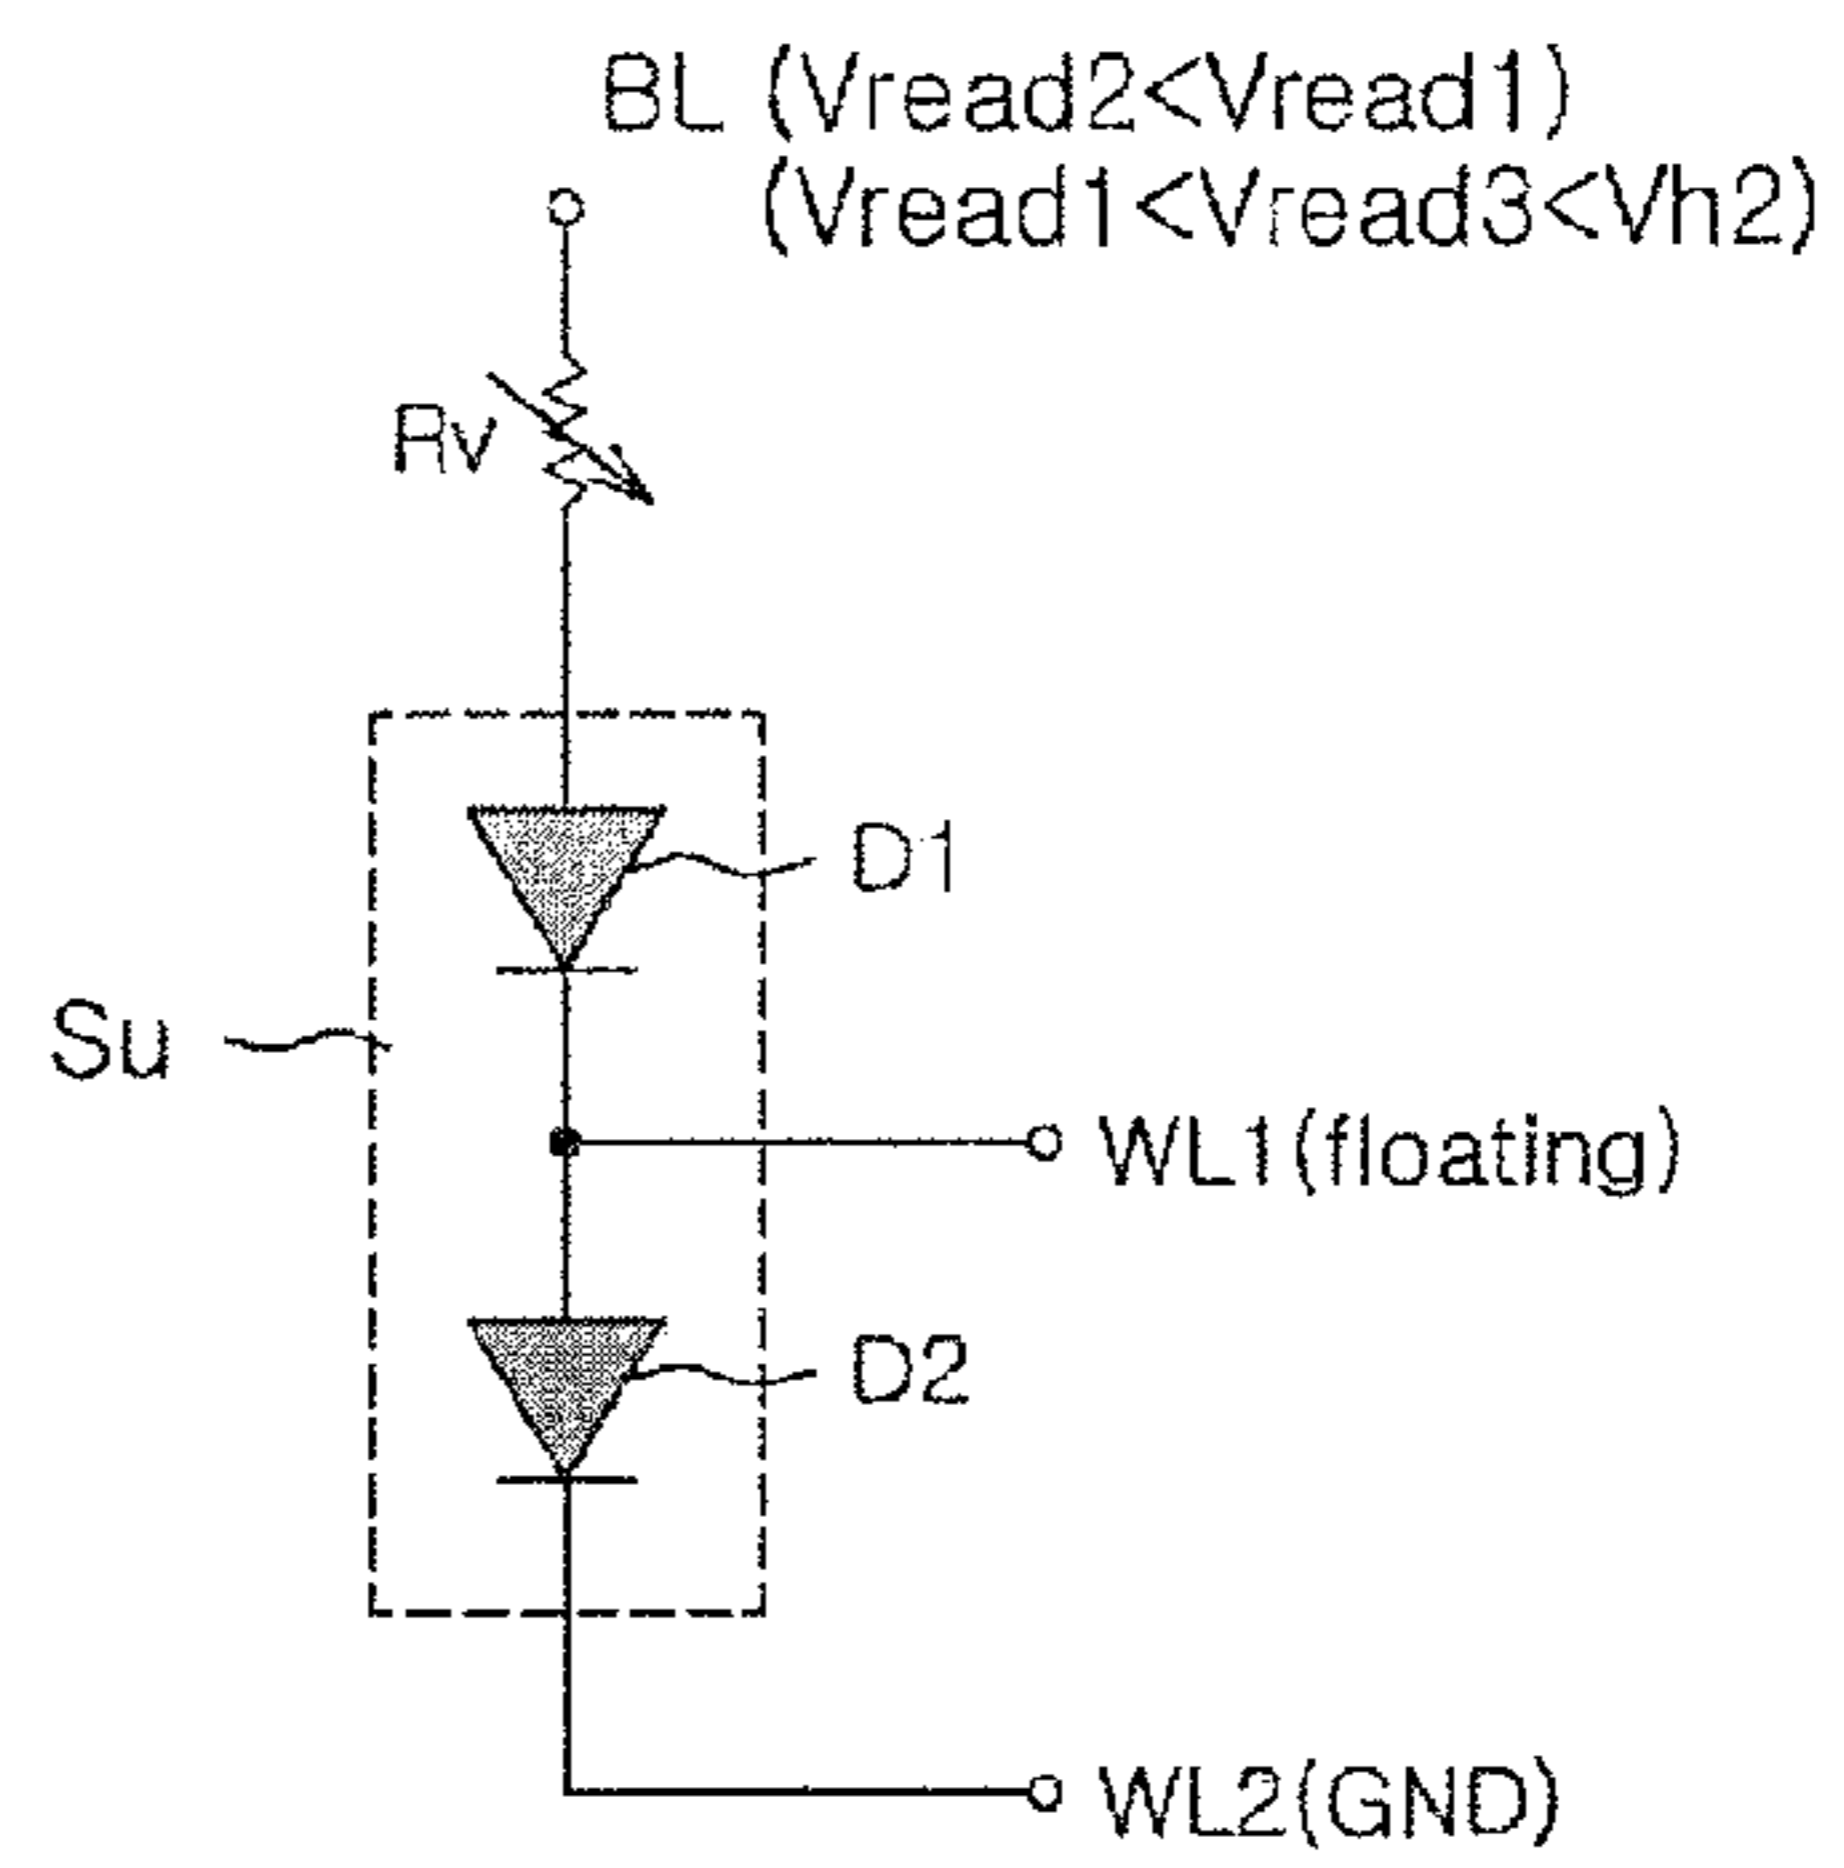 BL (Vread2<Vread1)
(Vread1<Vread3<Vh2)
Rv
D1
Su
WL1(floating)
D2
WL2(GND)